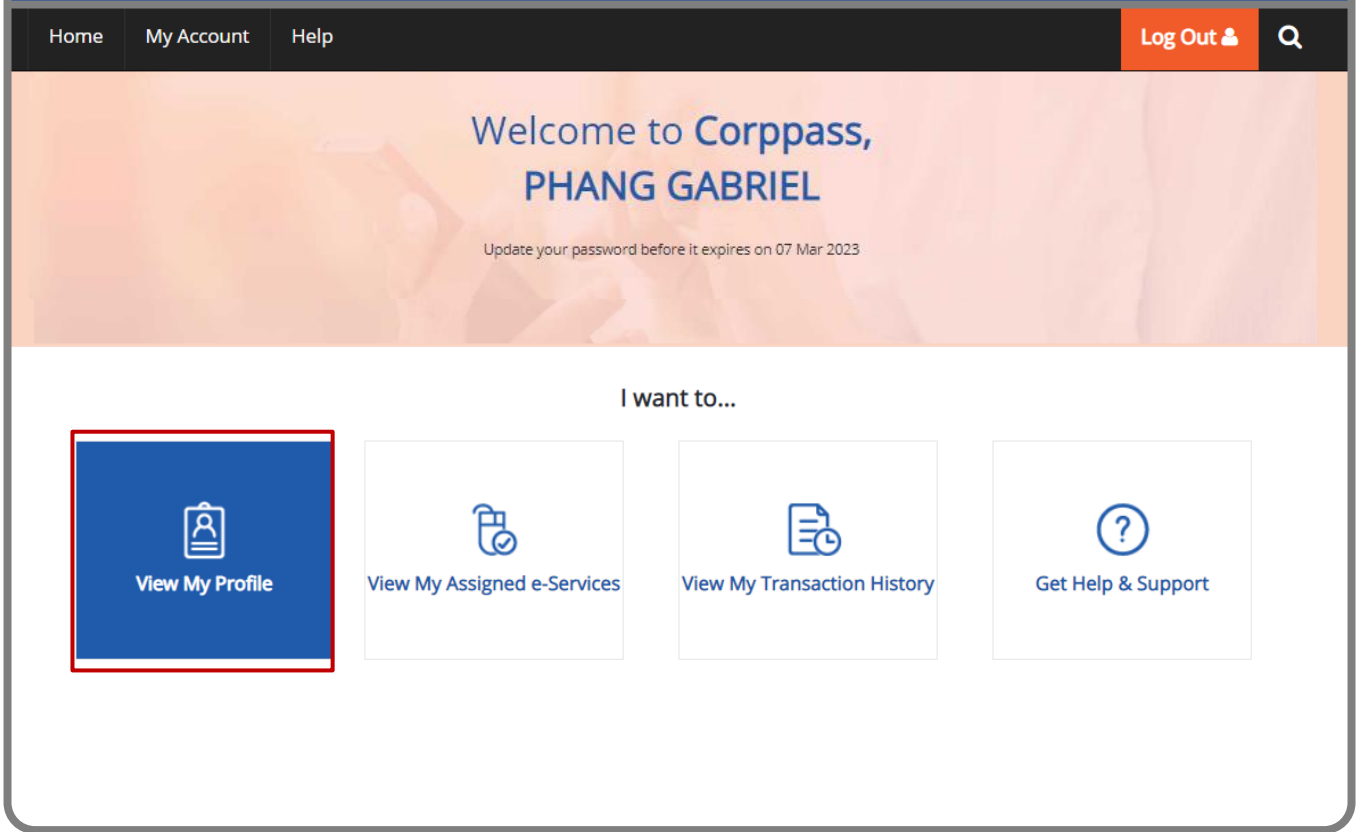 Home My Account Help Log Out
Welcome to Corppass,
PHANG GABRIEL
Update your password before it expires on 07 Mar 2023
I want to...
View My Profile View My Assigned e-Services View My Transaction History Get Help & Support